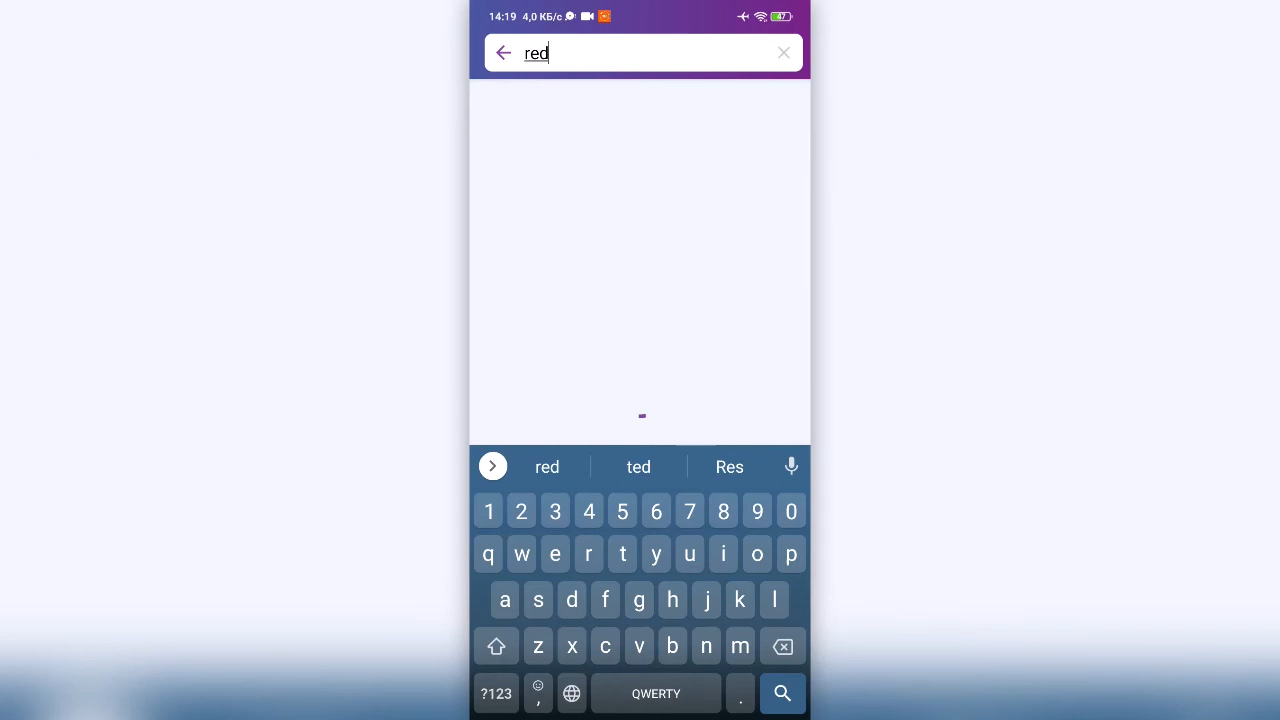 14:19 4,0 КБ/с 47
red
red ted Res
1 2 3 4 5 6 7 8 9 0
q w e r t y u i o p
a s d f g h j k l
z x c v b n m
?123 , QWERTY .